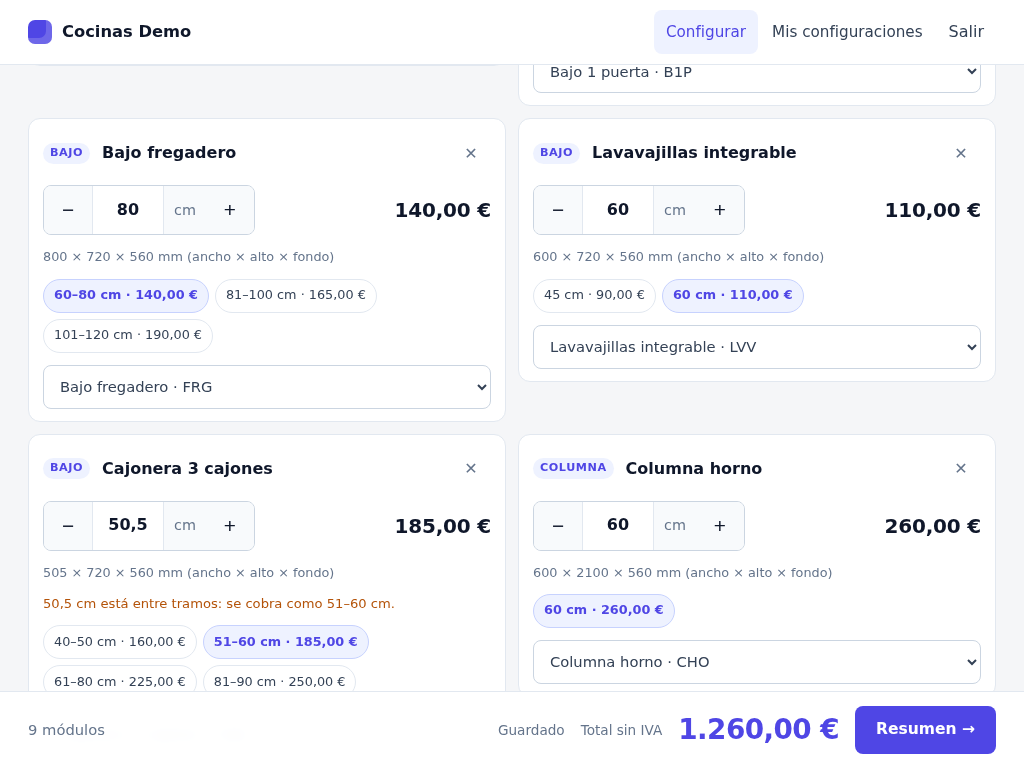 Cocinas Demo
Configurar
Mis configuraciones
Salir
Bajo 1 puerta · B1P
BAJO
Bajo fregadero
×
− 80 cm +
140,00 €
800 × 720 × 560 mm (ancho × alto × fondo)
60–80 cm · 140,00 €
81–100 cm · 165,00 €
101–120 cm · 190,00 €
Bajo fregadero · FRG
BAJO
Lavavajillas integrable
×
− 60 cm +
110,00 €
600 × 720 × 560 mm (ancho × alto × fondo)
45 cm · 90,00 €
60 cm · 110,00 €
Lavavajillas integrable · LVV
BAJO
Cajonera 3 cajones
×
− 50,5 cm +
185,00 €
505 × 720 × 560 mm (ancho × alto × fondo)
50,5 cm está entre tramos: se cobra como 51–60 cm.
40–50 cm · 160,00 €
51–60 cm · 185,00 €
61–80 cm · 225,00 €
81–90 cm · 250,00 €
COLUMNA
Columna horno
×
− 60 cm +
260,00 €
600 × 2100 × 560 mm (ancho × alto × fondo)
60 cm · 260,00 €
Columna horno · CHO
9 módulos
Guardado
Total sin IVA
1.260,00 €
Resumen →